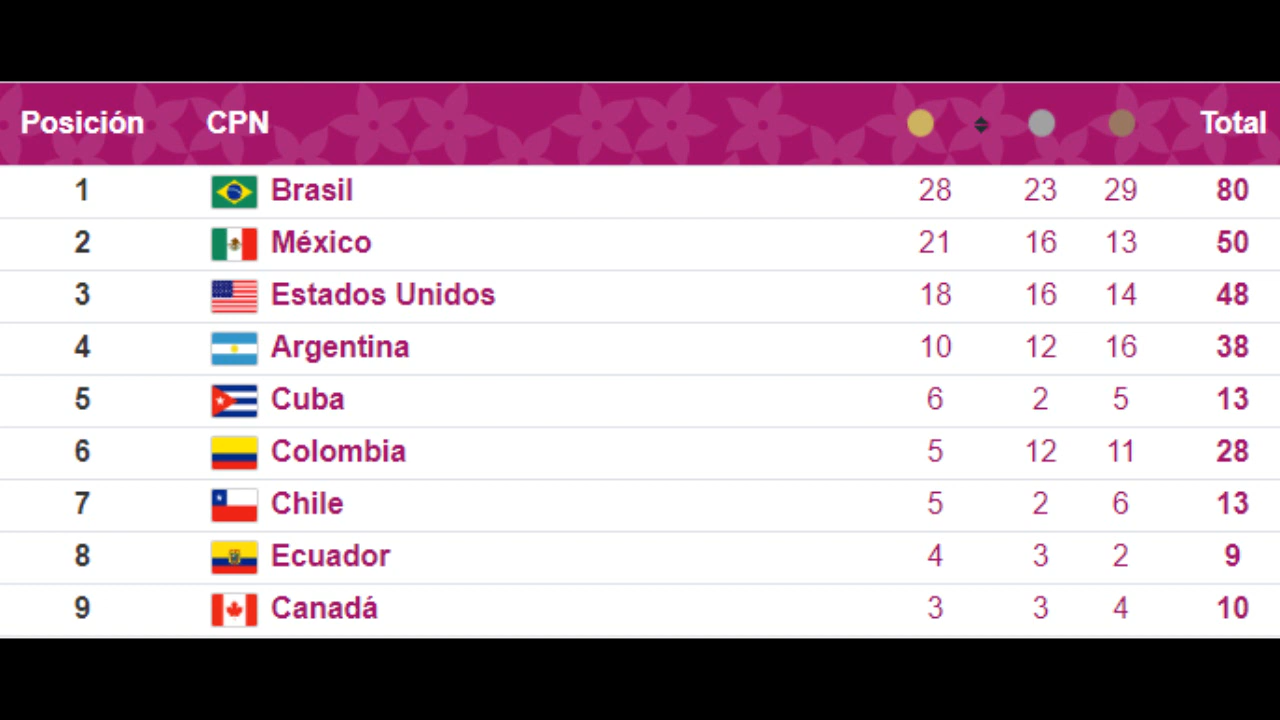 Posición CPN Total
1 Brasil 28 23 29 80
2 México 21 16 13 50
3 Estados Unidos 18 16 14 48
4 Argentina 10 12 16 38
5 Cuba 6 2 5 13
6 Colombia 5 12 11 28
7 Chile 5 2 6 13
8 Ecuador 4 3 2 9
9 Canadá 3 3 4 10